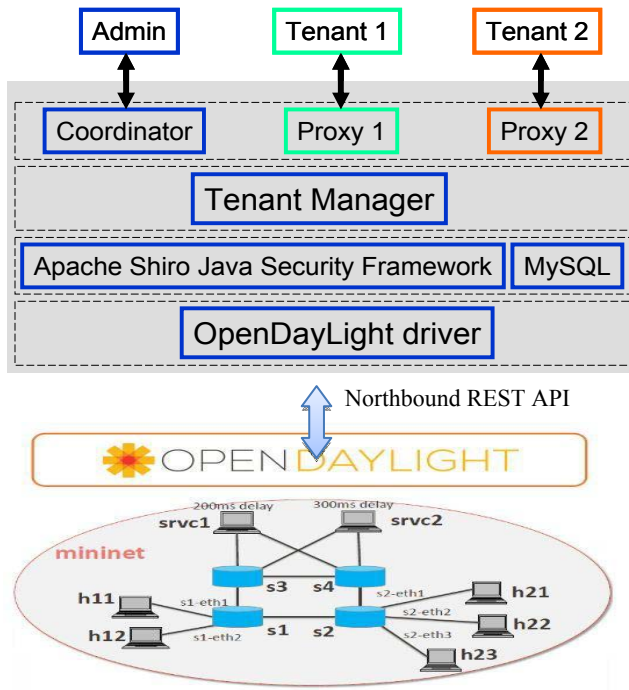 Admin
Tenant 1
Tenant 2
Coordinator
Proxy 1
Proxy 2
Tenant Manager
Apache Shiro Java Security Framework
MySQL
OpenDayLight driver
Northbound REST API
OPENDAYLIGHT
200ms delay
300ms delay
srvc1
srvc2
mininet
s3
s4
h11
s1-eth1
s2-eth1
h21
s2-eth2
h22
h12
s1-eth2
s1
s2
s2-eth3
h23